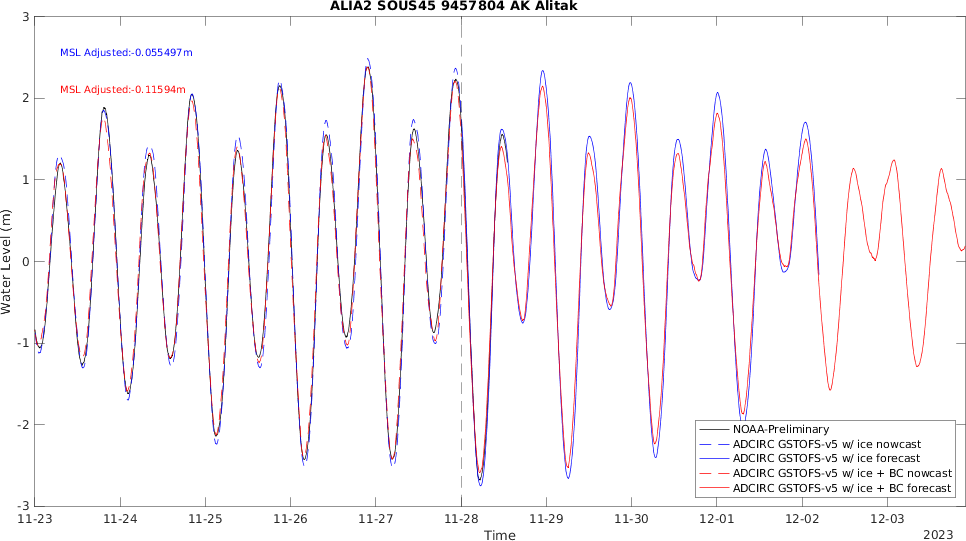 ALIA2 SOUS45 9457804 AK Alitak
MSL Adjusted:-0.055497m
MSL Adjusted:-0.11594m
Water Level (m)
3
2
1
0
-1
-2
-3
NOAA-Preliminary
ADCIRC GSTOFS-v5 w/ ice nowcast
ADCIRC GSTOFS-v5 w/ ice forecast
ADCIRC GSTOFS-v5 w/ ice + BC nowcast
ADCIRC GSTOFS-v5 w/ ice + BC forecast
11-23 11-24 11-25 11-26 11-27 11-28 11-29 11-30 12-01 12-02 12-03
Time
2023